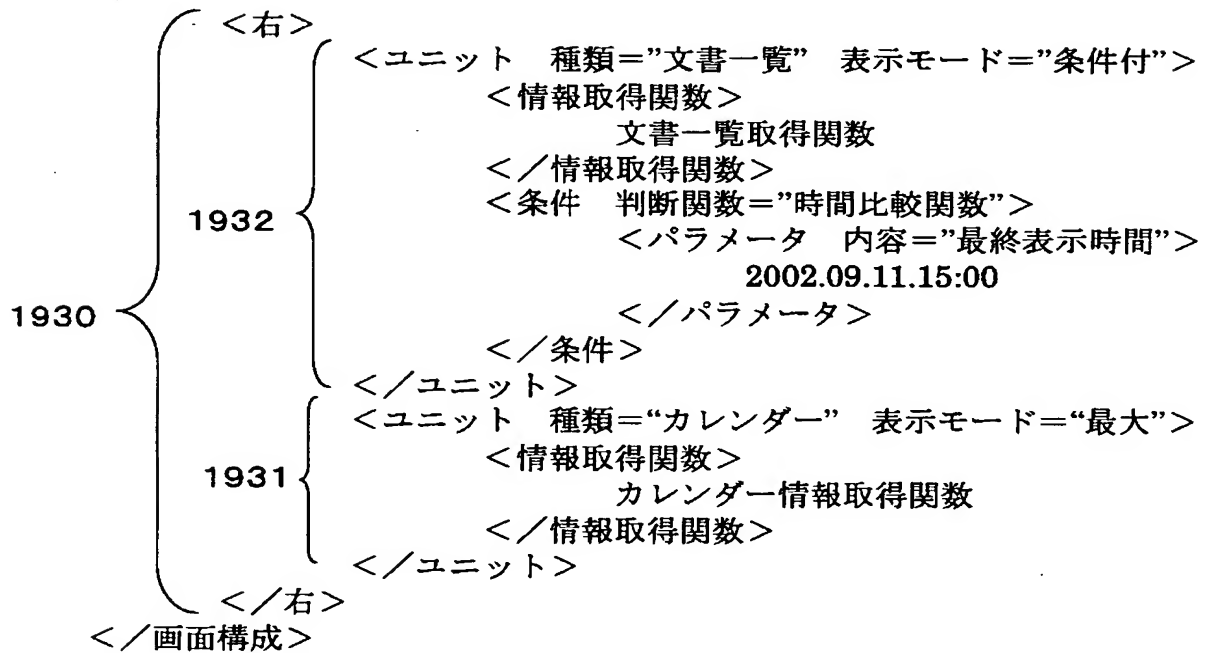 ＜右＞
＜ユニット　種類＝”文書一覧”　表示モード＝”条件付”＞
＜情報取得関数＞
文書一覧取得関数
＜／情報取得関数＞
＜条件　判断関数＝”時間比較関数”＞
1932
＜パラメータ　内容＝”最終表示時間”＞
2002.09.11.15:00
1930
＜／パラメータ＞
＜／条件＞
＜／ユニット＞
＜ユニット　種類＝“カレンダー”　表示モード＝“最大”＞
＜情報取得関数＞
1931
カレンダー情報取得関数
＜／情報取得関数＞
＜／ユニット＞
＜／右＞
＜／画面構成＞